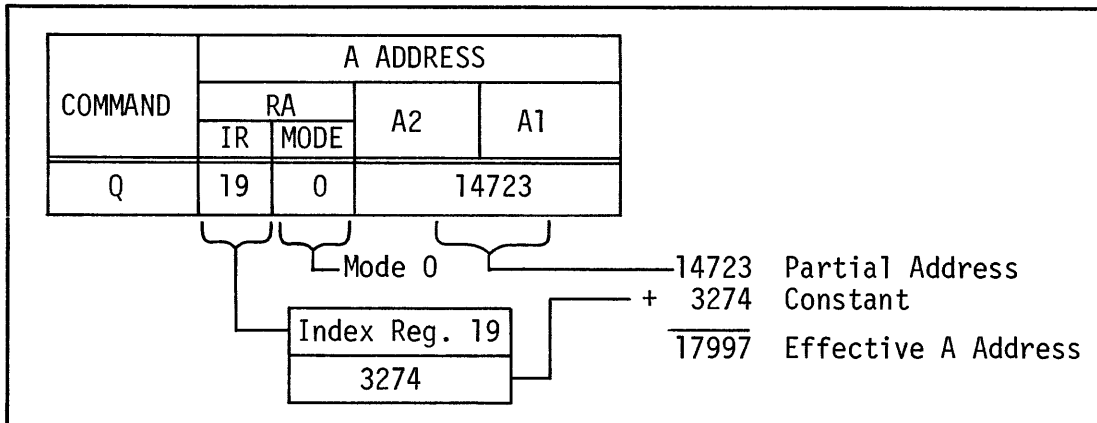 A ADDRESS
COMMAND RA A2 A1
IR MODE
Q 19 0 14723
Mode 0 14723 Partial Address
+ 3274 Constant
Index Reg. 19
17997 Effective A Address
3274